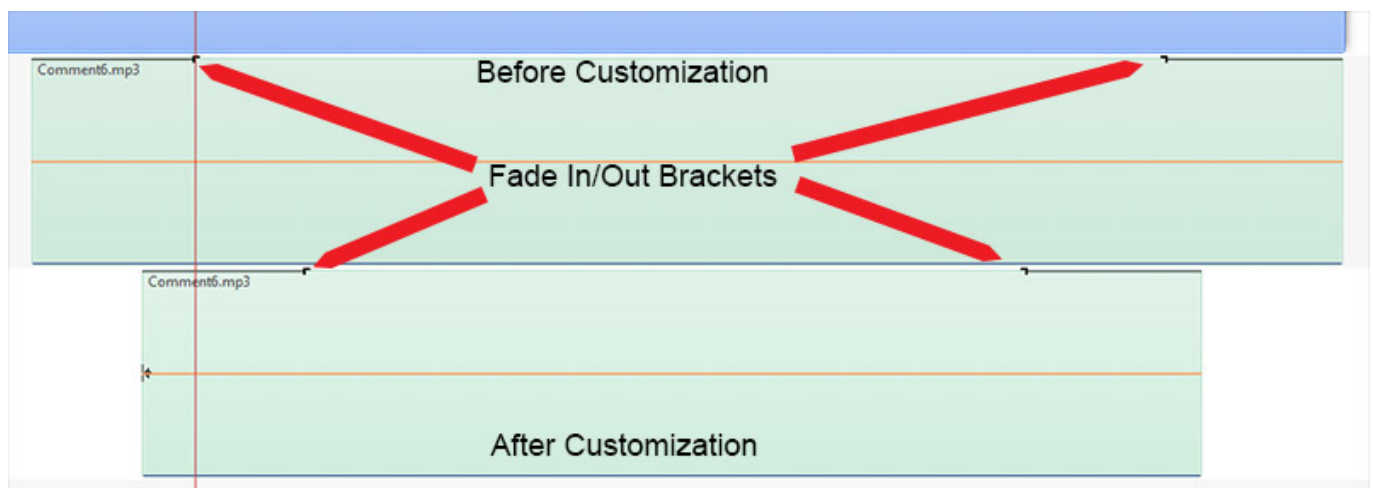 Comment6.mp3
Before Customization
Fade In/Out Brackets
Comment6.mp3
After Customization